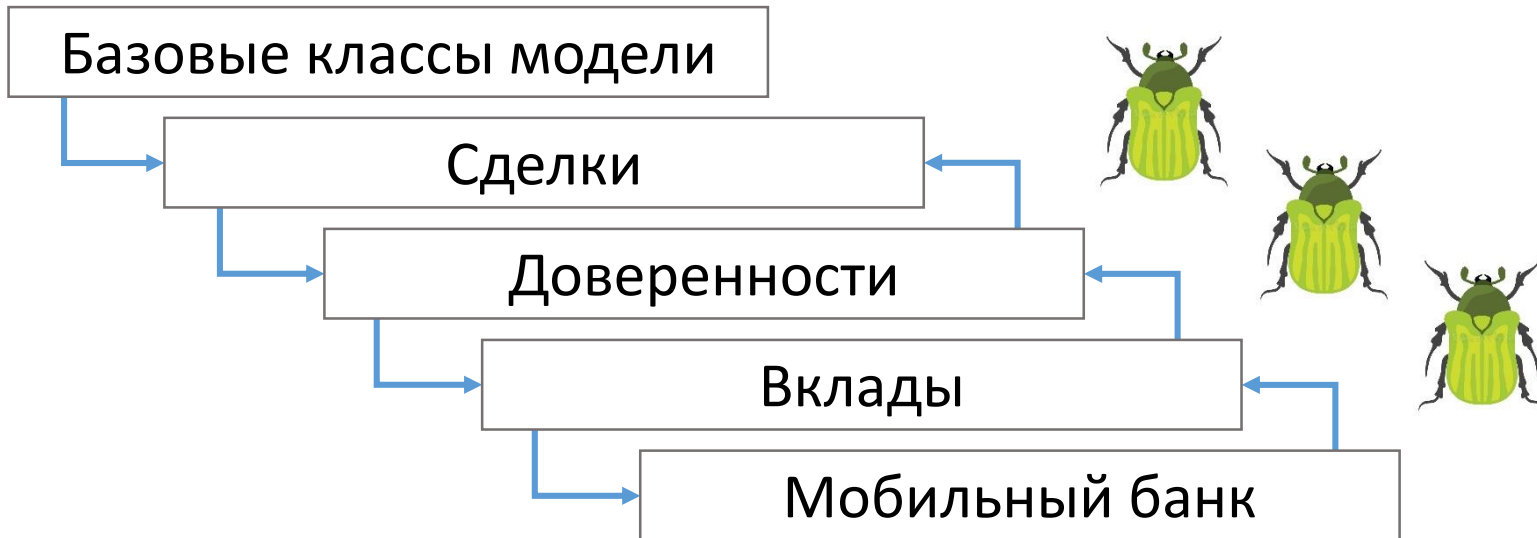 Базовые классы модели
Сделки
Доверенности
Вклады
Мобильный банк